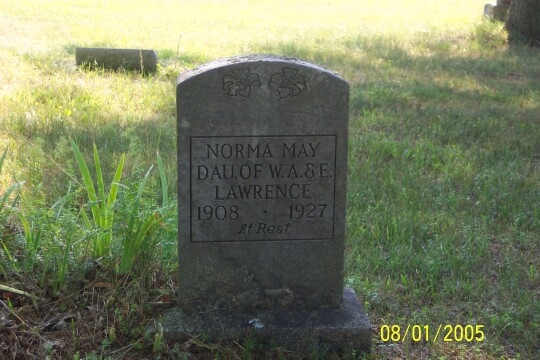 NORMA MAY
DAU. OF W. A. & E.
LAWRENCE
1908 • 1927
At Rest
08/01/2005